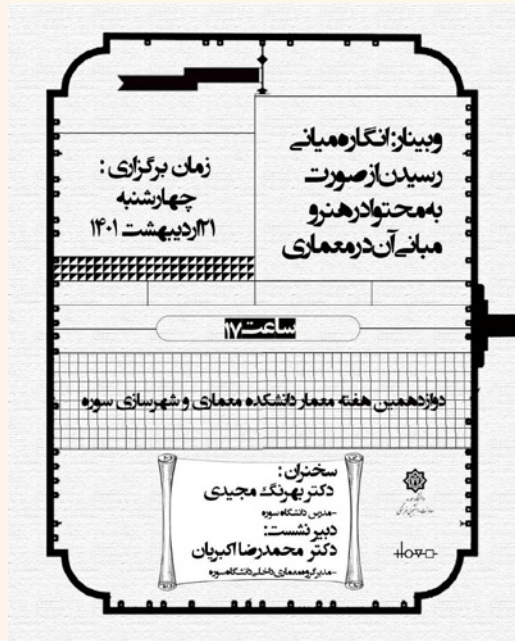 وبینار: انگاره میانی
رسیدن از صورت
به محتوا در هنر و
مبانی آن در معماری
زمان برگزاری :
چهارشنبه
۲۱ اردیبهشت ۱۴۰۱
ساعت ۱۷
دوازدهمین هفته معمار دانشکده معماری و شهرسازی سوره
سخنران :
دکتر بهرنگ مجیدی
-مدرس دانشگاه سوره
دبیر نشست:
دکتر محمدرضا اکبریان
-مدیر گروه معماری داخلی دانشگاه سوره